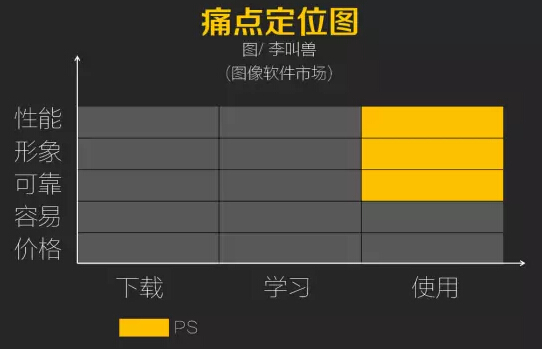 痛点定位图
图/ 李叫兽
(图像软件市场)
性能
形象
可靠
容易
价格
下载 学习 使用
PS